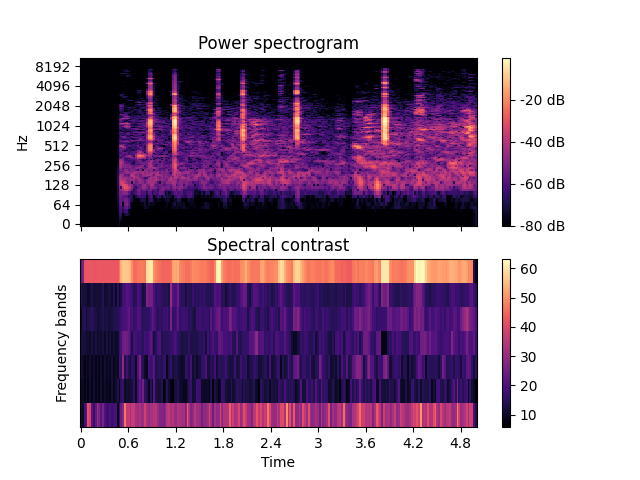 Power spectrogram
8192
4096
2048
1024
512
256
128
64
0
Hz
-20 dB
-40 dB
-60 dB
-80 dB
Spectral contrast
Frequency bands
60
50
40
30
20
10
0 0.6 1.2 1.8 2.4 3 3.6 4.2 4.8
Time